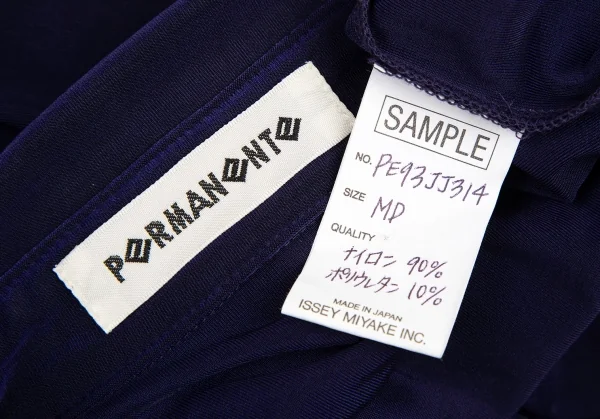 PERMANENTE
SAMPLE
NO. PE93JJ314
SIZE MD
QUALITY
ナイロン 90%
ポリウレタン 10%
MADE IN JAPAN
ISSEY MIYAKE INC.